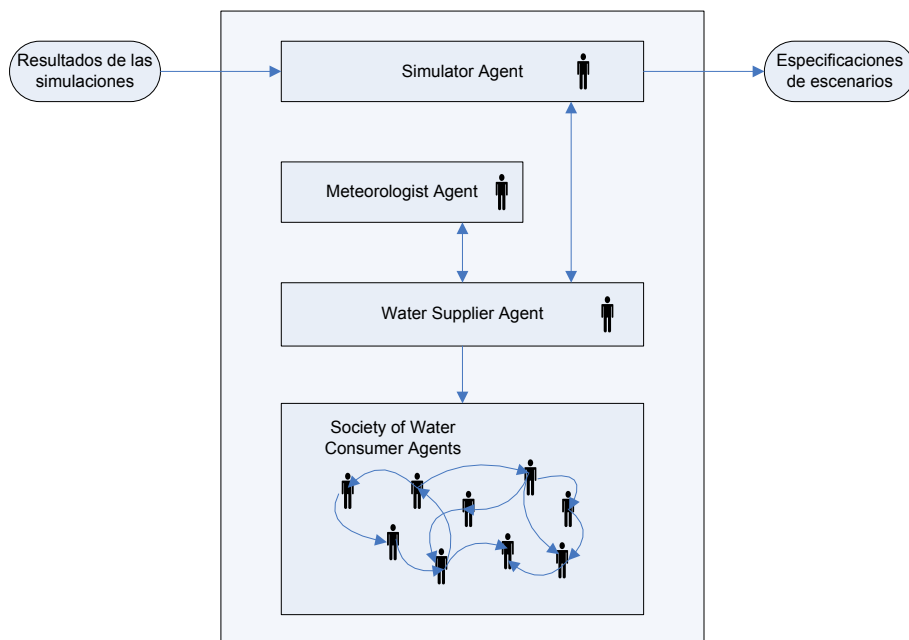 Resultados de las
simulaciones
Simulator Agent
Especificaciones
de escenarios
Meteorologist Agent
Water Supplier Agent
Society of Water
Consumer Agents